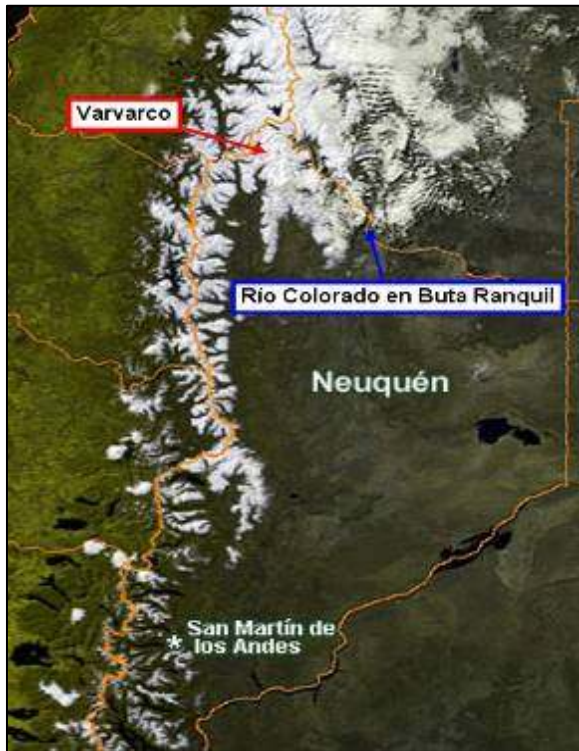 Varvarco
Río Colorado en Buta Ranquil
Neuquén
San Martín de
* los Andes